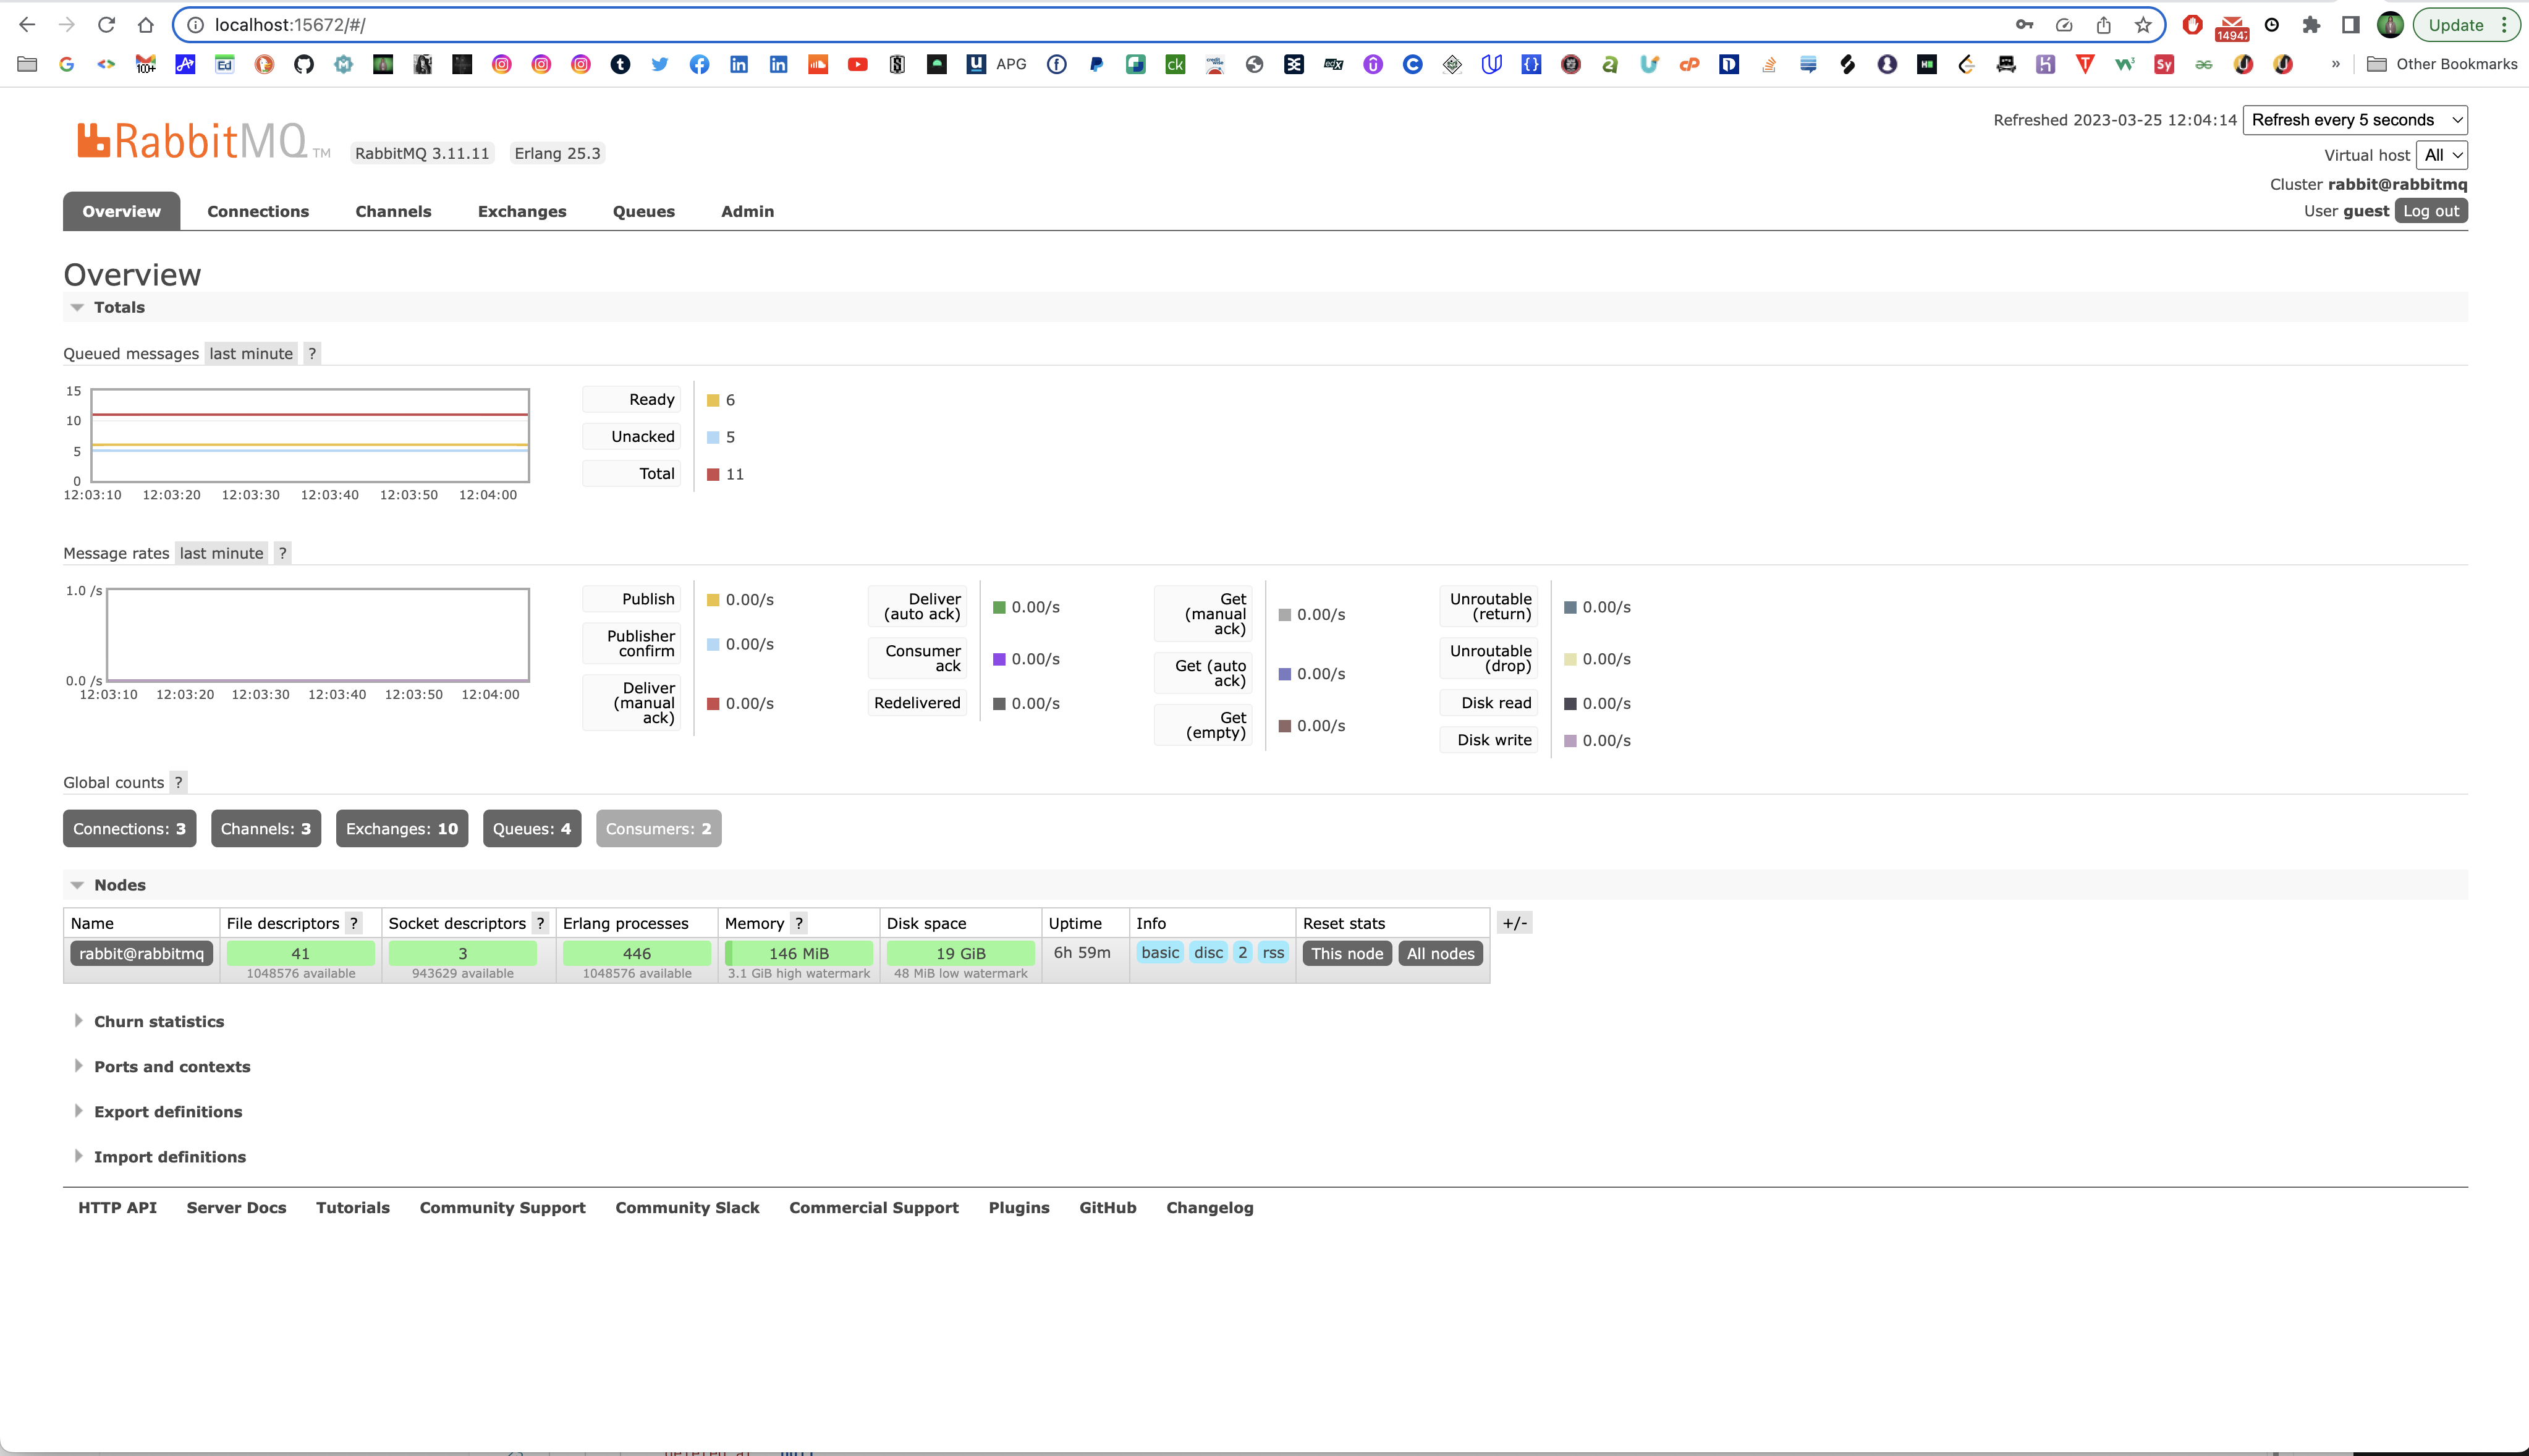 localhost:15672/#/
14947
Update
100+
Ed
U APG
ck
edX
cP
H
Sy
»
Other Bookmarks
RabbitMQ TM
RabbitMQ 3.11.11
Erlang 25.3
Refreshed 2023-03-25 12:04:14
Refresh every 5 seconds
Virtual host All
Cluster rabbit@rabbitmq
User guest Log out
Overview
Connections
Channels
Exchanges
Queues
Admin
Overview
Totals
Queued messages last minute ?
15
10
5
0
12:03:10 12:03:20 12:03:30 12:03:40 12:03:50 12:04:00
Ready 6
Unacked 5
Total 11
Message rates last minute ?
1.0 /s
0.0 /s
12:03:10 12:03:20 12:03:30 12:03:40 12:03:50 12:04:00
Publish 0.00/s
Publisher
confirm 0.00/s
Deliver
(manual
ack) 0.00/s
Deliver
(auto ack) 0.00/s
Consumer
ack 0.00/s
Redelivered 0.00/s
Get
(manual
ack) 0.00/s
Get (auto
ack) 0.00/s
Get
(empty) 0.00/s
Unroutable
(return) 0.00/s
Unroutable
(drop) 0.00/s
Disk read 0.00/s
Disk write 0.00/s
Global counts ?
Connections: 3
Channels: 3
Exchanges: 10
Queues: 4
Consumers: 2
Nodes
Name File descriptors ? Socket descriptors ? Erlang processes Memory ? Disk space Uptime Info Reset stats +/-
rabbit@rabbitmq 41 3 446 146 MiB 19 GiB 6h 59m basic disc 2 rss This node All nodes
1048576 available 943629 available 1048576 available 3.1 GiB high watermark 48 MiB low watermark
Churn statistics
Ports and contexts
Export definitions
Import definitions
HTTP API Server Docs Tutorials Community Support Community Slack Commercial Support Plugins GitHub Changelog